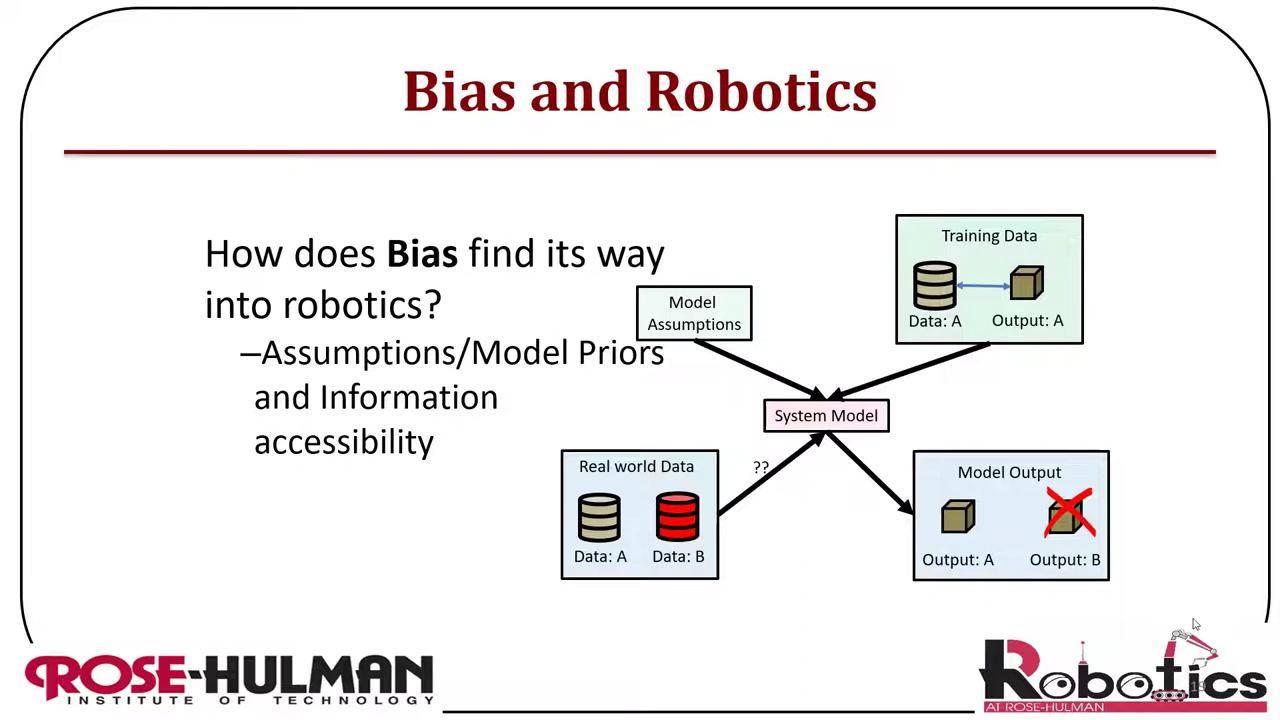 Bias and Robotics
How does Bias find its way
into robotics?
–Assumptions/Model Priors
and Information
accessibility
Model
Assumptions
Training Data
Data: A
Output: A
System Model
Real world Data
Data: A
Data: B
??
Model Output
Output: A
Output: B
ROSE-HULMAN
INSTITUTE OF TECHNOLOGY
Robotics
AT ROSE-HULMAN